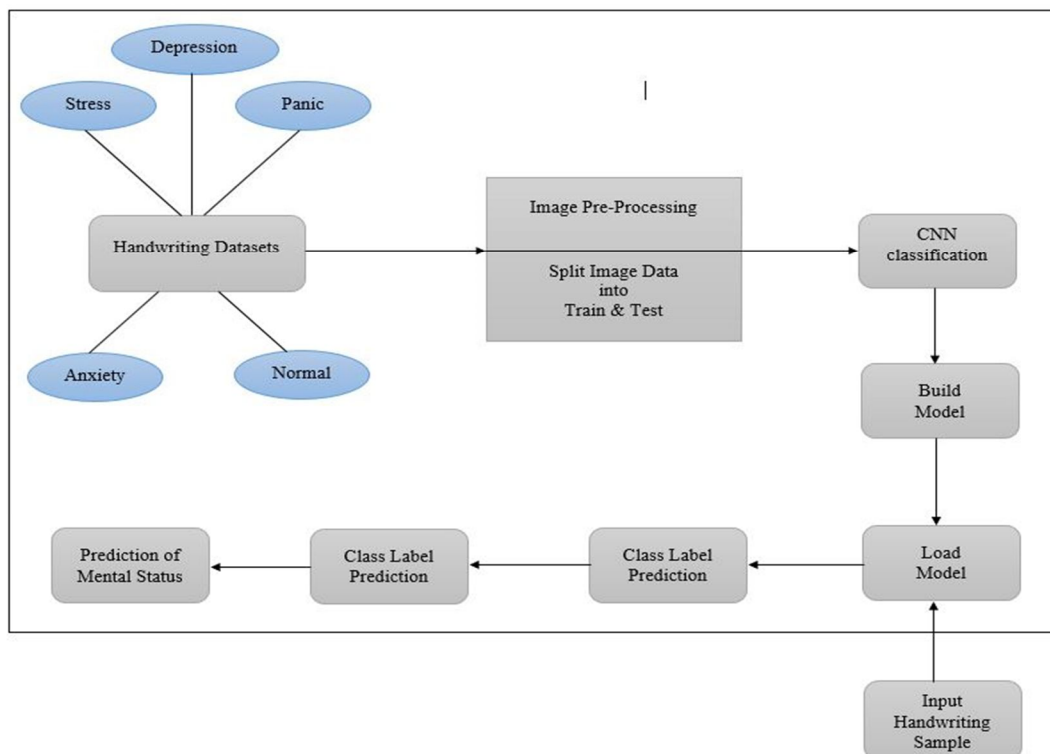 Depression
Stress
Panic
Handwriting Datasets
Anxiety
Normal
Image Pre-Processing
Split Image Data
into
Train & Test
CNN
classification
Build
Model
Load
Model
Class Label
Prediction
Class Label
Prediction
Prediction of
Mental Status
Input
Handwriting
Sample